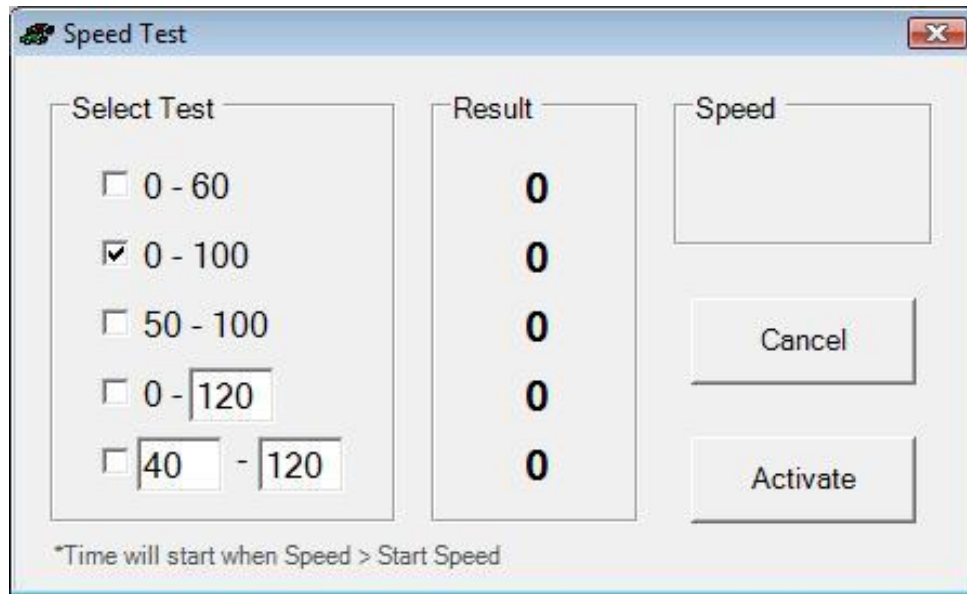 Speed Test
Select Test
Result
Speed
0 - 60
0
0 - 100
0
50 - 100
0
Cancel
0 - 120
0
40 - 120
0
Activate
*Time will start when Speed > Start Speed